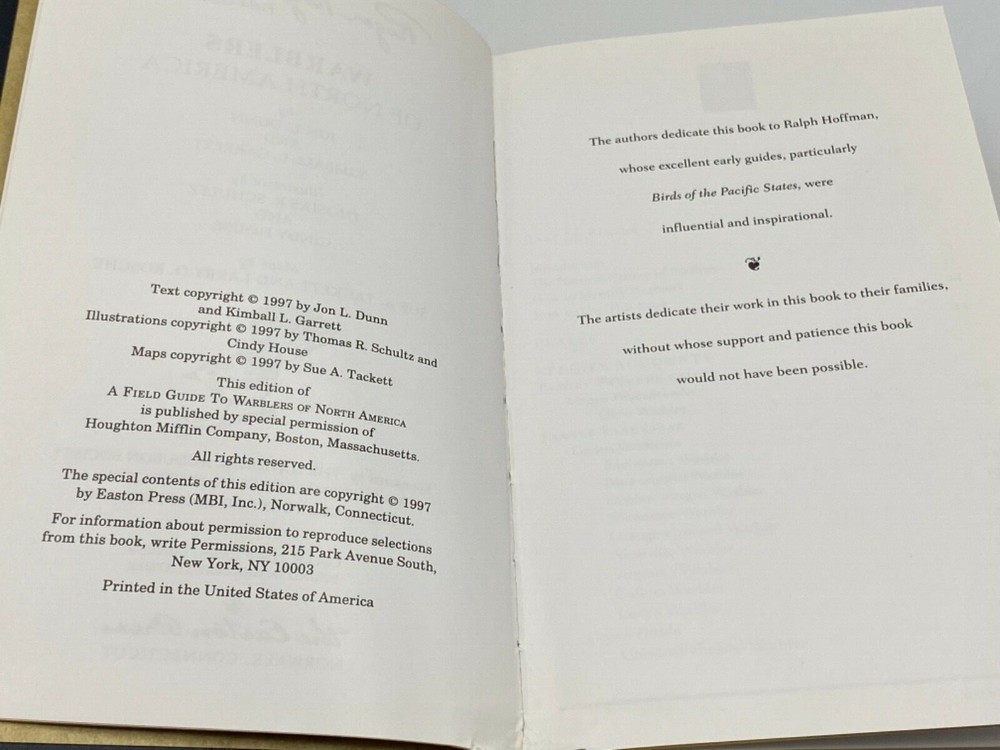 Text copyright © 1997 by Jon L. Dunn
and Kimball L. Garrett
Illustrations copyright © 1997 by Thomas R. Schultz and
Cindy House
Maps copyright © 1997 by Sue A. Tackett
This edition of
A FIELD GUIDE TO WARBLERS OF NORTH AMERICA
is published by special permission of
Houghton Mifflin Company, Boston, Massachusetts.
All rights reserved.
The special contents of this edition are copyright © 1997
by Easton Press (MBI, Inc.), Norwalk, Connecticut.
For information about permission to reproduce selections
from this book, write Permissions, 215 Park Avenue South,
New York, NY 10003
Printed in the United States of America
The authors dedicate this book to Ralph Hoffman,
whose excellent early guides, particularly
Birds of the Pacific States, were
influential and inspirational.
The artists dedicate their work in this book to their families,
without whose support and patience this book
would not have been possible.